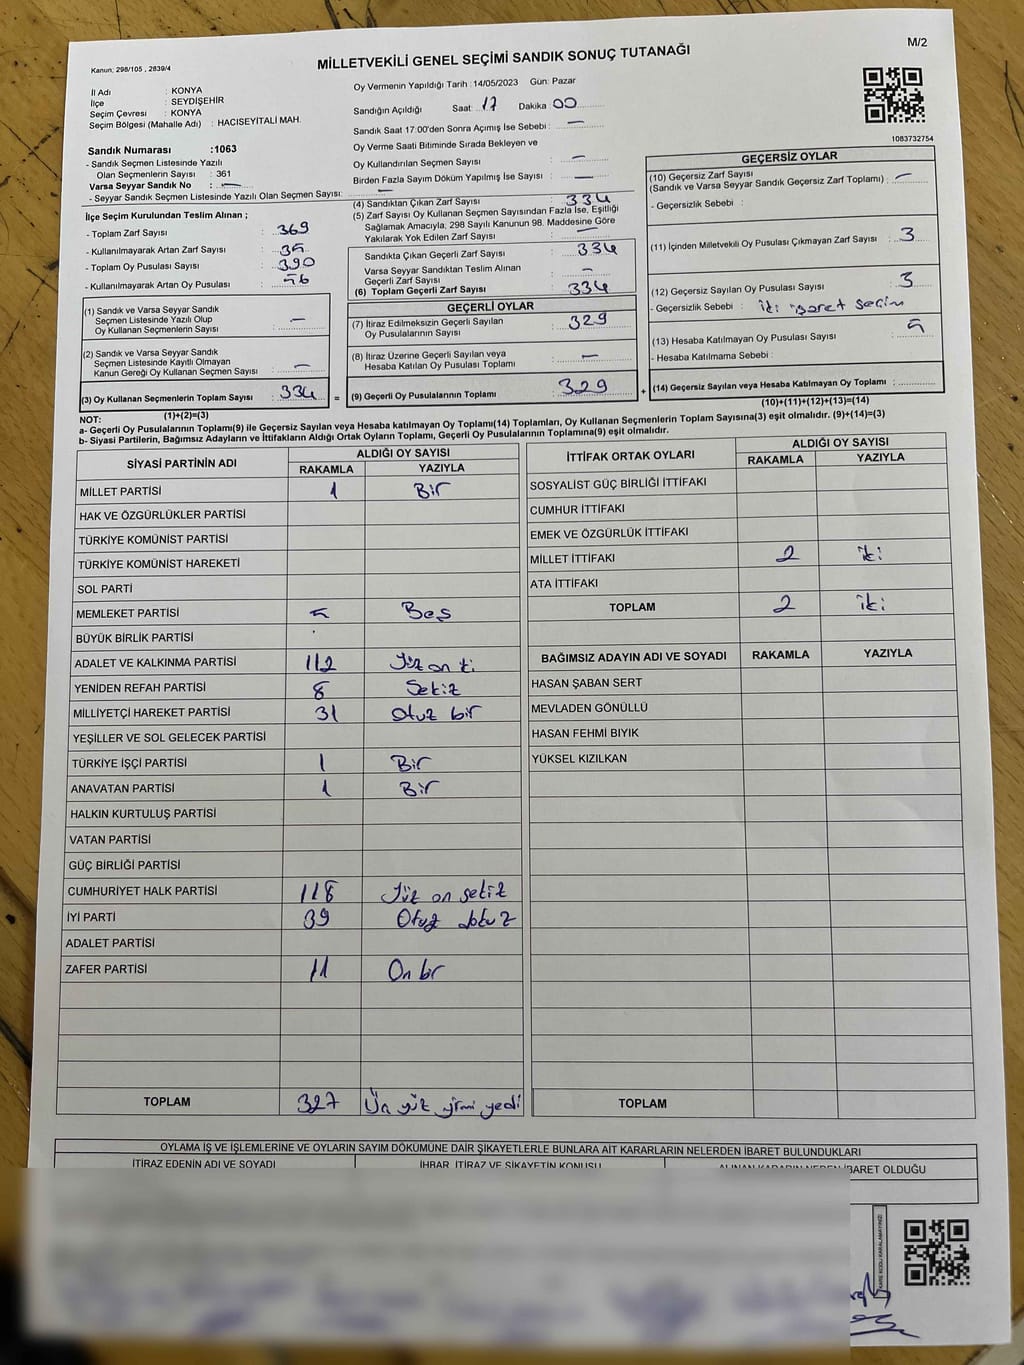 M/2
Kanun: 298/105 , 2839/4
MİLLETVEKİLİ GENEL SEÇİMİ SANDIK SONUÇ TUTANAĞI
İl Adı : KONYA
İlçe : SEYDİŞEHİR
Seçim Çevresi : KONYA
Seçim Bölgesi (Mahalle Adı) : HACISEYİTALİ MAH.
Oy Vermenin Yapıldığı Tarih : 14/05/2023 Gün: Pazar
Sandığın Açıldığı Saat: 17 Dakika 00
Sandık Saat 17:00'den Sonra Açımış İse Sebebi : —
Oy Verme Saati Bitiminde Sırada Bekleyen ve
Oy Kullandırılan Seçmen Sayısı : —
Birden Fazla Sayım Döküm Yapılmış İse Sayısı : —
1083732754
Sandık Numarası :1063
- Sandık Seçmen Listesinde Yazılı
Olan Seçmenlerin Sayısı : 361
Varsa Seyyar Sandık No : —
- Seyyar Sandık Seçmen Listesinde Yazılı Olan Seçmen Sayısı: —
İlçe Seçim Kurulundan Teslim Alınan ;
- Toplam Zarf Sayısı : 369
- Kullanılmayarak Artan Zarf Sayısı : 35
- Toplam Oy Pusulası Sayısı : 390
- Kullanılmayarak Artan Oy Pusulası : 56
(1) Sandık ve Varsa Seyyar Sandık
Seçmen Listesinde Yazılı Olup
Oy Kullanan Seçmenlerin Sayısı : —
(2) Sandık ve Varsa Seyyar Sandık
Seçmen Listesinde Kayıtlı Olmayan
Kanun Gereği Oy Kullanan Seçmen Sayısı : —
(3) Oy Kullanan Seçmenlerin Toplam Sayısı : 334
(1)+(2)=(3)
(4) Sandıktan Çıkan Zarf Sayısı : 334
(5) Zarf Sayısı Oy Kullanan Seçmen Sayısından Fazla İse, Eşitliği
Sağlamak Amacıyla, 298 Sayılı Kanunun 98. Maddesine Göre
Yakılarak Yok Edilen Zarf Sayısı : —
Sandıkta Çıkan Geçerli Zarf Sayısı : 334
Varsa Seyyar Sandıktan Teslim Alınan
Geçerli Zarf Sayısı : —
(6) Toplam Geçerli Zarf Sayısı : 334
GEÇERLİ OYLAR
(7) İtiraz Edilmeksizin Geçerli Sayılan
Oy Pusulalarının Sayısı : 329
(8) İtiraz Üzerine Geçerli Sayılan veya
Hesaba Katılan Oy Pusulası Toplamı : —
= (9) Geçerli Oy Pusulalarının Toplamı : 329 +
GEÇERSİZ OYLAR
(10) Geçersiz Zarf Sayısı
(Sandık ve Varsa Seyyar Sandık Geçersiz Zarf Toplamı) : —
- Geçersizlik Sebebi :
(11) İçinden Milletvekili Oy Pusulası Çıkmayan Zarf Sayısı : 3
(12) Geçersiz Sayılan Oy Pusulası Sayısı : 3
- Geçersizlik Sebebi : iki işaret seçim
(13) Hesaba Katılmayan Oy Pusulası Sayısı : 5
- Hesaba Katılmama Sebebi :
(14) Geçersiz Sayılan veya Hesaba Katılmayan Oy Toplamı :
(10)+(11)+(12)+(13)=(14)
NOT:
a- Geçerli Oy Pusulalarının Toplamı(9) ile Geçersiz Sayılan veya Hesaba katılmayan Oy Toplamı(14) Toplamları, Oy Kullanan Seçmenlerin Toplam Sayısına(3) eşit olmalıdır. (9)+(14)=(3)
b- Siyasi Partilerin, Bağımsız Adayların ve İttifakların Aldığı Ortak Oyların Toplamı, Geçerli Oy Pusulalarının Toplamına(9) eşit olmalıdır.
SİYASİ PARTİNİN ADI ALDIĞI OY SAYISI
RAKAMLA YAZIYLA
MİLLET PARTİSİ 1 Bir
HAK VE ÖZGÜRLÜKLER PARTİSİ
TÜRKİYE KOMÜNİST PARTİSİ
TÜRKİYE KOMÜNİST HAREKETİ
SOL PARTİ
MEMLEKET PARTİSİ 5 Beş
BÜYÜK BİRLİK PARTİSİ
ADALET VE KALKINMA PARTİSİ 112 Yüz on iki
YENİDEN REFAH PARTİSİ 8 Sekiz
MİLLİYETÇİ HAREKET PARTİSİ 31 Otuz bir
YEŞİLLER VE SOL GELECEK PARTİSİ
TÜRKİYE İŞÇİ PARTİSİ 1 Bir
ANAVATAN PARTİSİ 1 Bir
HALKIN KURTULUŞ PARTİSİ
VATAN PARTİSİ
GÜÇ BİRLİĞİ PARTİSİ
CUMHURİYET HALK PARTİSİ 118 Yüz on sekiz
İYİ PARTİ 39 Otuz dokuz
ADALET PARTİSİ
ZAFER PARTİSİ 11 On bir
TOPLAM 327 Üç yüz yirmi yedi
İTTİFAK ORTAK OYLARI ALDIĞI OY SAYISI
RAKAMLA YAZIYLA
SOSYALİST GÜÇ BİRLİĞİ İTTİFAKI
CUMHUR İTTİFAKI
EMEK VE ÖZGÜRLÜK İTTİFAKI
MİLLET İTTİFAKI 2 iki
ATA İTTİFAKI
TOPLAM 2 iki
BAĞIMSIZ ADAYIN ADI VE SOYADI RAKAMLA YAZIYLA
HASAN ŞABAN SERT
MEVLADEN GÖNÜLLÜ
HASAN FEHMİ BIYIK
YÜKSEL KIZILKAN
TOPLAM
OYLAMA İŞ VE İŞLEMLERİNE VE OYLARIN SAYIM DÖKÜMÜNE DAİR ŞİKAYETLERLE BUNLARA AİT KARARLARIN NELERDEN İBARET BULUNDUKLARI
İTİRAZ EDENİN ADI VE SOYADI İHBAR, İTİRAZ VE ŞİKAYETİN KONUSU ALINAN KARARIN NEDEN İBARET OLDUĞU
KARE KODU KARALAMAYINIZ!